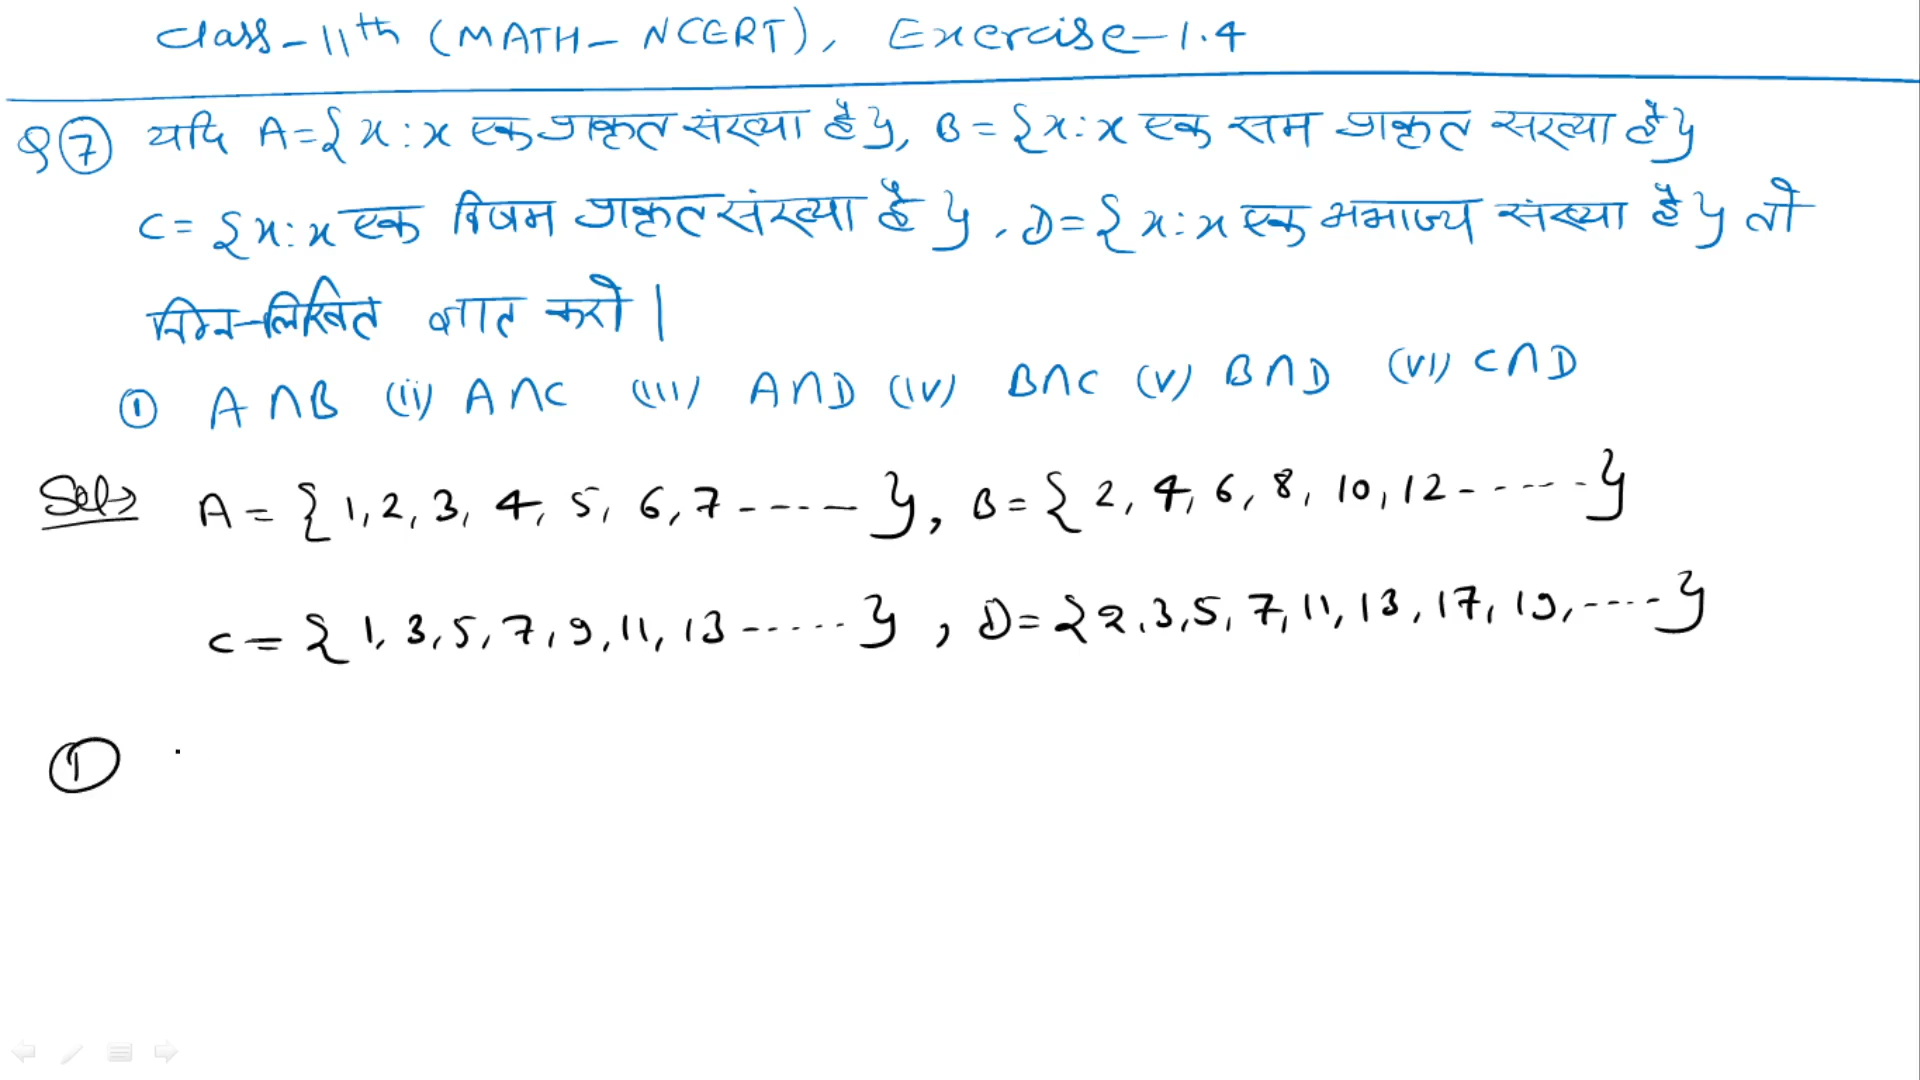 Class-11th (MATH-NCERT), Exercise-1.4
Q ⑦ यदि A={x:x एक प्राकृत संख्या है}, B={x:x एक सम प्राकृत संख्या है}
C={x:x एक विषम प्राकृत संख्या है}, D={x:x एक अभाज्य संख्या है} तो
निम्न-लिखित ज्ञात करो|
① A∩B (ii) A∩C (iii) A∩D (iv) B∩C (v) B∩D (vi) C∩D
Sol→ A={1,2,3,4,5,6,7-----}, B={2,4,6,8,10,12------}
C={1,3,5,7,9,11,13------}, D={2,3,5,7,11,13,17,19,-----}
①